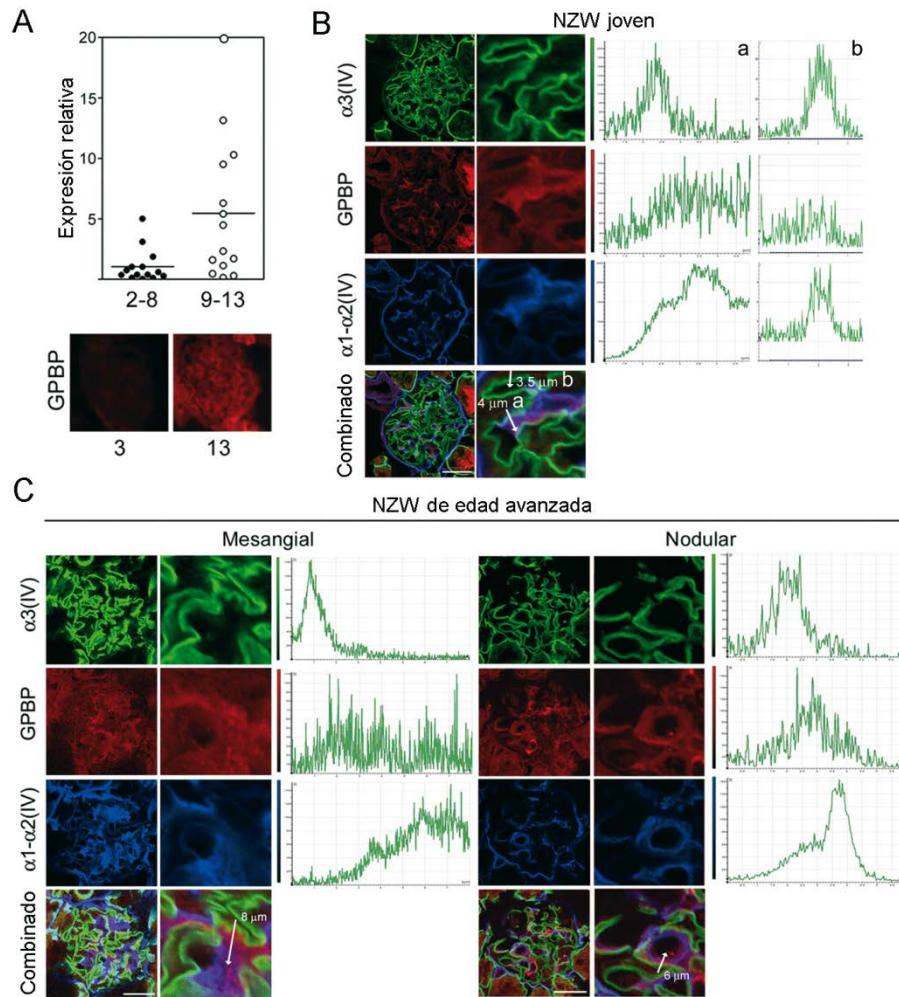 A
20
15
10
5
Expresión relativa
2-8
9-13
GPBP
3
13
B
NZW joven
α3(IV)
GPBP
α1-α2(IV)
Combinado
a
b
3.5 μm b
4 μm a
C
NZW de edad avanzada
Mesangial
Nodular
α3(IV)
GPBP
α1-α2(IV)
Combinado
8 μm
6 μm